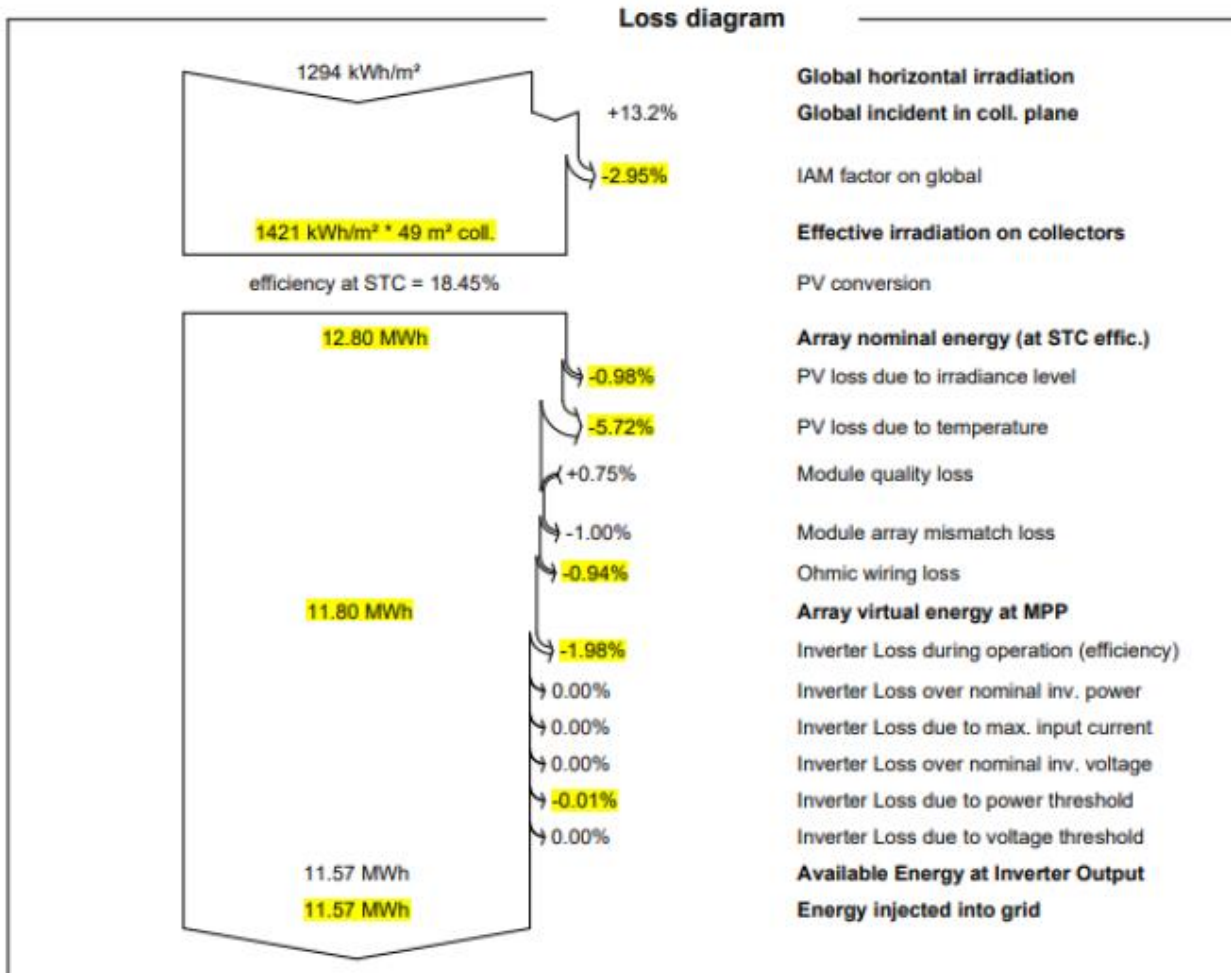 Loss diagram
1294 kWh/m² Global horizontal irradiation
+13.2% Global incident in coll. plane
-2.95% IAM factor on global
1421 kWh/m² * 49 m² coll. Effective irradiation on collectors
efficiency at STC = 18.45% PV conversion
12.80 MWh Array nominal energy (at STC effic.)
-0.98% PV loss due to irradiance level
-5.72% PV loss due to temperature
+0.75% Module quality loss
-1.00% Module array mismatch loss
-0.94% Ohmic wiring loss
11.80 MWh Array virtual energy at MPP
-1.98% Inverter Loss during operation (efficiency)
0.00% Inverter Loss over nominal inv. power
0.00% Inverter Loss due to max. input current
0.00% Inverter Loss over nominal inv. voltage
-0.01% Inverter Loss due to power threshold
0.00% Inverter Loss due to voltage threshold
11.57 MWh Available Energy at Inverter Output
11.57 MWh Energy injected into grid